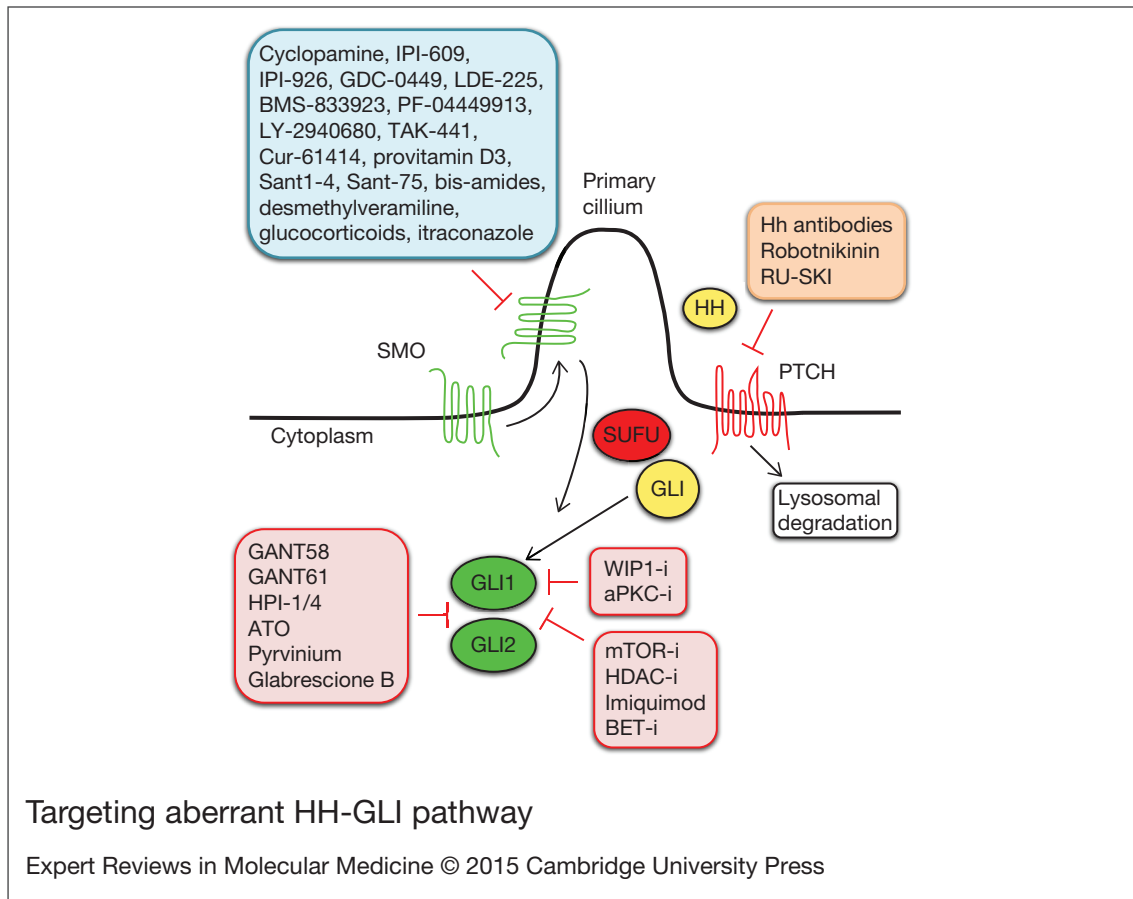 Cyclopamine, IPI-609,
IPI-926, GDC-0449, LDE-225,
BMS-833923, PF-04449913,
LY-2940680, TAK-441,
Cur-61414, provitamin D3,
Sant1-4, Sant-75, bis-amides,
desmethylveramiline,
glucocorticoids, itraconazole
Primary
cillium
Hh antibodies
Robotnikinin
RU-SKI
HH
SMO
PTCH
Cytoplasm
SUFU
GLI
Lysosomal
degradation
GANT58
GANT61
HPI-1/4
ATO
Pyrvinium
Glabrescione B
GLI1
GLI2
WIP1-i
aPKC-i
mTOR-i
HDAC-i
Imiquimod
BET-i
Targeting aberrant HH-GLI pathway
Expert Reviews in Molecular Medicine © 2015 Cambridge University Press